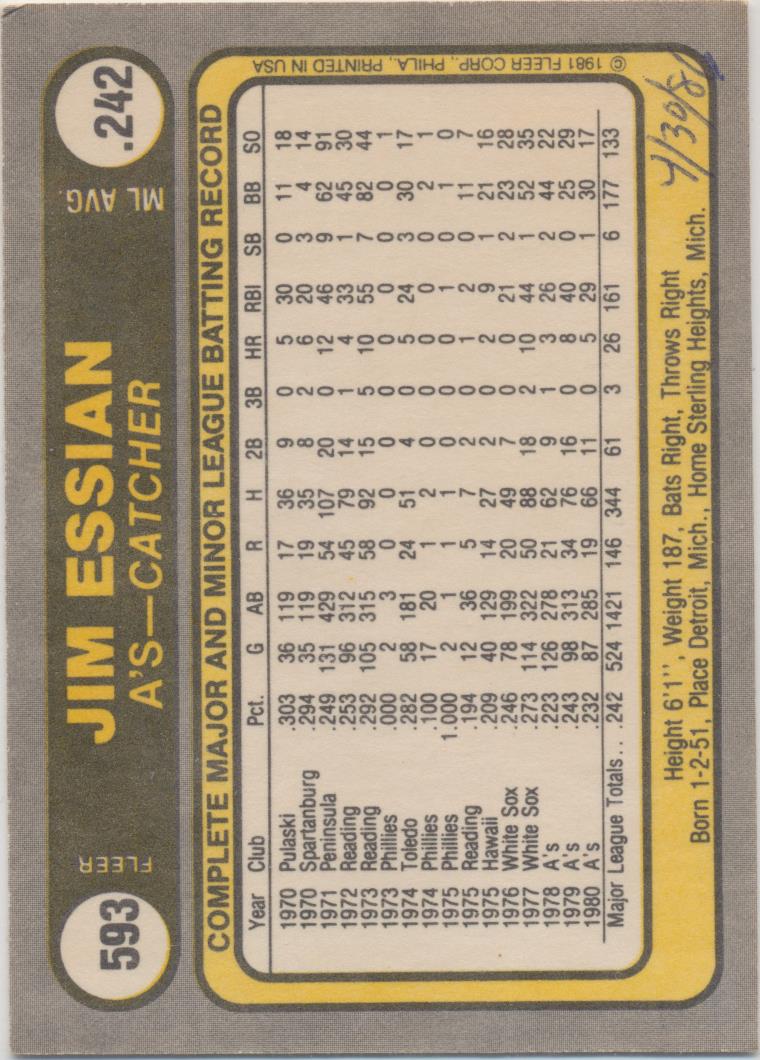 593 FLEER JIM ESSIAN ML AVG. .242
A'S—CATCHER
COMPLETE MAJOR AND MINOR LEAGUE BATTING RECORD
Year Club Pct. G AB R H 2B 3B HR RBI SB BB SO
1970 Pulaski .303 36 119 17 36 9 0 5 30 0 11 18
1970 Spartanburg .294 35 119 19 35 8 2 6 20 3 4 14
1971 Peninsula .249 131 429 54 107 20 0 12 46 9 62 91
1972 Reading .253 96 312 45 79 14 1 4 33 1 45 30
1973 Reading .292 105 315 58 92 15 5 10 55 7 82 44
1973 Phillies .000 2 3 0 0 0 0 0 0 0 0 1
1974 Toledo .282 58 181 24 51 4 0 5 24 3 30 17
1974 Phillies .100 17 20 1 2 0 0 0 0 0 2 1
1975 Phillies 1.000 2 1 1 1 0 0 0 1 0 1 0
1975 Reading .194 12 36 5 7 2 0 1 2 0 11 7
1975 Hawaii .209 40 129 14 27 2 0 2 9 1 21 16
1976 White Sox .246 78 199 20 49 7 0 0 21 2 23 28
1977 White Sox .273 114 322 50 88 18 2 10 44 1 52 35
1978 A's .223 126 278 21 62 9 1 3 26 2 44 22
1979 A's .243 98 313 34 76 16 0 8 40 0 25 29
1980 A's .232 87 285 19 66 11 0 5 29 1 30 17
Major League Totals . . .242 524 1421 146 344 61 3 26 161 6 177 133
Height 6'1'', Weight 187, Bats Right, Throws Right
Born 1-2-51, Place Detroit, Mich., Home Sterling Heights, Mich.
© 1981 FLEER CORP., PHILA., PRINTED IN USA